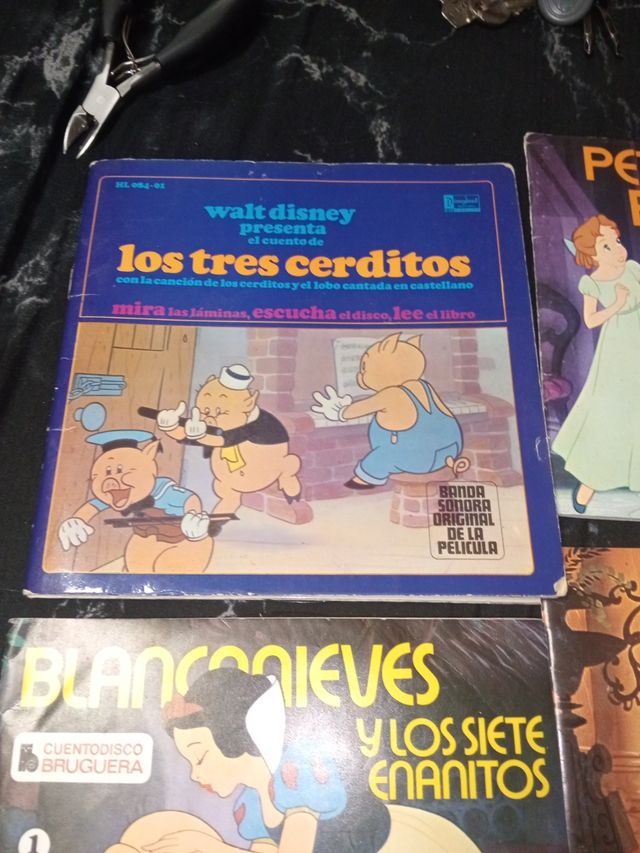 HL 054-01
walt disney
presenta
el cuento de
los tres cerditos
con la canción de los cerditos y el lobo cantada en castellano
mira las láminas, escucha el disco, lee el libro
Disneyland
BANDA
SONORA
ORIGINAL
DE LA
PELICULA
PE
BLANCANIEVES
Y LOS SIETE
ENANITOS
CUENTODISCO
BRUGUERA
1